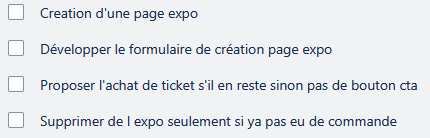 Creation d'une page expo
Développer le formulaire de création page expo
Proposer l'achat de ticket s'il en reste sinon pas de bouton cta
Supprimer de l expo seulement si ya pas eu de commande